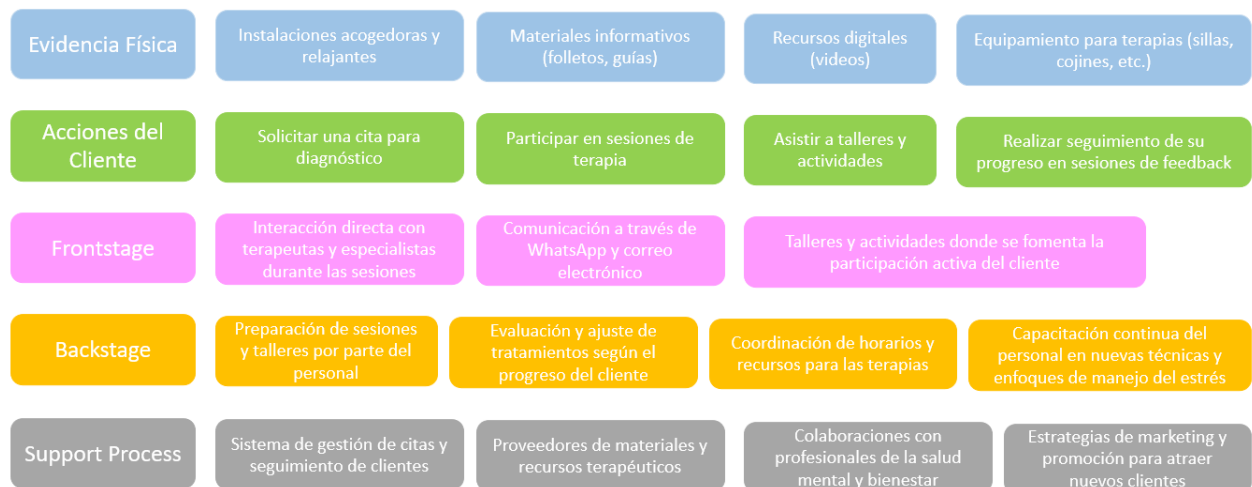 Evidencia Física
Instalaciones acogedoras y
relajantes
Materiales informativos
(folletos, guías)
Recursos digitales
(videos)
Equipamiento para terapias (sillas,
cojines, etc.)
Acciones del
Cliente
Solicitar una cita para
diagnóstico
Participar en sesiones de
terapia
Asistir a talleres y
actividades
Realizar seguimiento de su
progreso en sesiones de feedback
Frontstage
Interacción directa con
terapeutas y especialistas
durante las sesiones
Comunicación a través de
WhatsApp y correo
electrónico
Talleres y actividades donde se fomenta la
participación activa del cliente
Backstage
Preparación de sesiones
y talleres por parte del
personal
Evaluación y ajuste de
tratamientos según el
progreso del cliente
Coordinación de horarios y
recursos para las terapias
Capacitación continua del
personal en nuevas técnicas y
enfoques de manejo del estrés
Support Process
Sistema de gestión de citas y
seguimiento de clientes
Proveedores de materiales y
recursos terapéuticos
Colaboraciones con
profesionales de la salud
mental y bienestar
Estrategias de marketing y
promoción para atraer
nuevos clientes